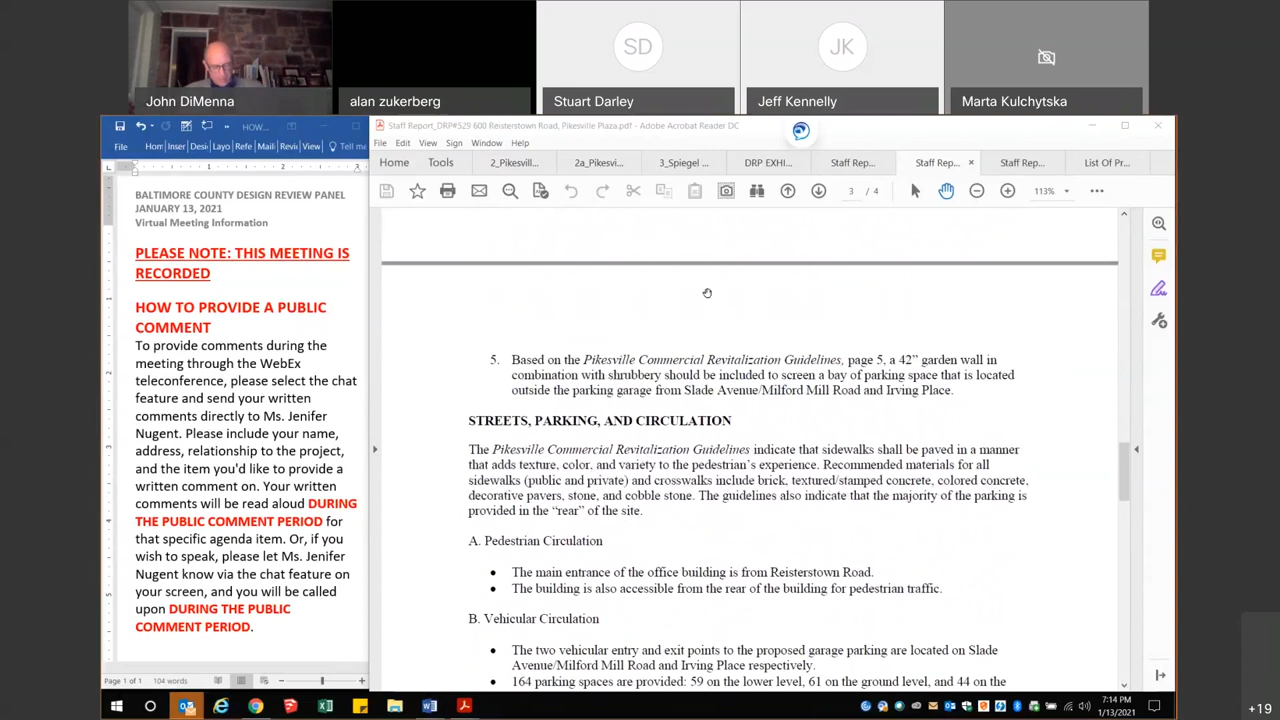 SD
JK
John DiMenna
alan zukerberg
Stuart Darley
Jeff Kennelly
Marta Kulchytska
HOW...
File
Hom
Inser
Desi
Layo
Refe
Maili
Revi
View
Tell me
BALTIMORE COUNTY DESIGN REVIEW PANEL
JANUARY 13, 2021
Virtual Meeting Information
PLEASE NOTE: THIS MEETING IS
RECORDED
HOW TO PROVIDE A PUBLIC
COMMENT
To provide comments during the
meeting through the WebEx
teleconference, please select the chat
feature and send your written
comments directly to Ms. Jenifer
Nugent. Please include your name,
address, relationship to the project,
and the item you'd like to provide a
written comment on. Your written
comments will be read aloud DURING
THE PUBLIC COMMENT PERIOD for
that specific agenda item. Or, if you
wish to speak, please let Ms. Jenifer
Nugent know via the chat feature on
your screen, and you will be called
upon DURING THE PUBLIC
COMMENT PERIOD.
Page 1 of 1 104 words
Staff Report_DRP#529 600 Reisterstown Road, Pikesville Plaza.pdf - Adobe Acrobat Reader DC
File Edit View Sign Window Help
Home Tools 2_Pikesvill... 2a_Pikesvi... 3_Spiegel ... DRP EXHI... Staff Rep... Staff Rep... × Staff Rep... List Of Pr...
3 / 4 113%
5. Based on the Pikesville Commercial Revitalization Guidelines, page 5, a 42” garden wall in
combination with shrubbery should be included to screen a bay of parking space that is located
outside the parking garage from Slade Avenue/Milford Mill Road and Irving Place.
STREETS, PARKING, AND CIRCULATION
The Pikesville Commercial Revitalization Guidelines indicate that sidewalks shall be paved in a manner
that adds texture, color, and variety to the pedestrian’s experience. Recommended materials for all
sidewalks (public and private) and crosswalks include brick, textured/stamped concrete, colored concrete,
decorative pavers, stone, and cobble stone. The guidelines also indicate that the majority of the parking is
provided in the “rear” of the site.
A. Pedestrian Circulation
• The main entrance of the office building is from Reisterstown Road.
• The building is also accessible from the rear of the building for pedestrian traffic.
B. Vehicular Circulation
• The two vehicular entry and exit points to the proposed garage parking are located on Slade
Avenue/Milford Mill Road and Irving Place respectively.
• 164 parking spaces are provided: 59 on the lower level, 61 on the ground level, and 44 on the
7:14 PM
1/13/2021
+19